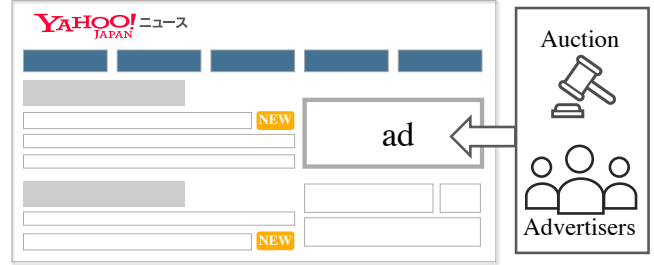 YAHOO! ニュース
JAPAN
NEW
ad
NEW
Auction
Advertisers